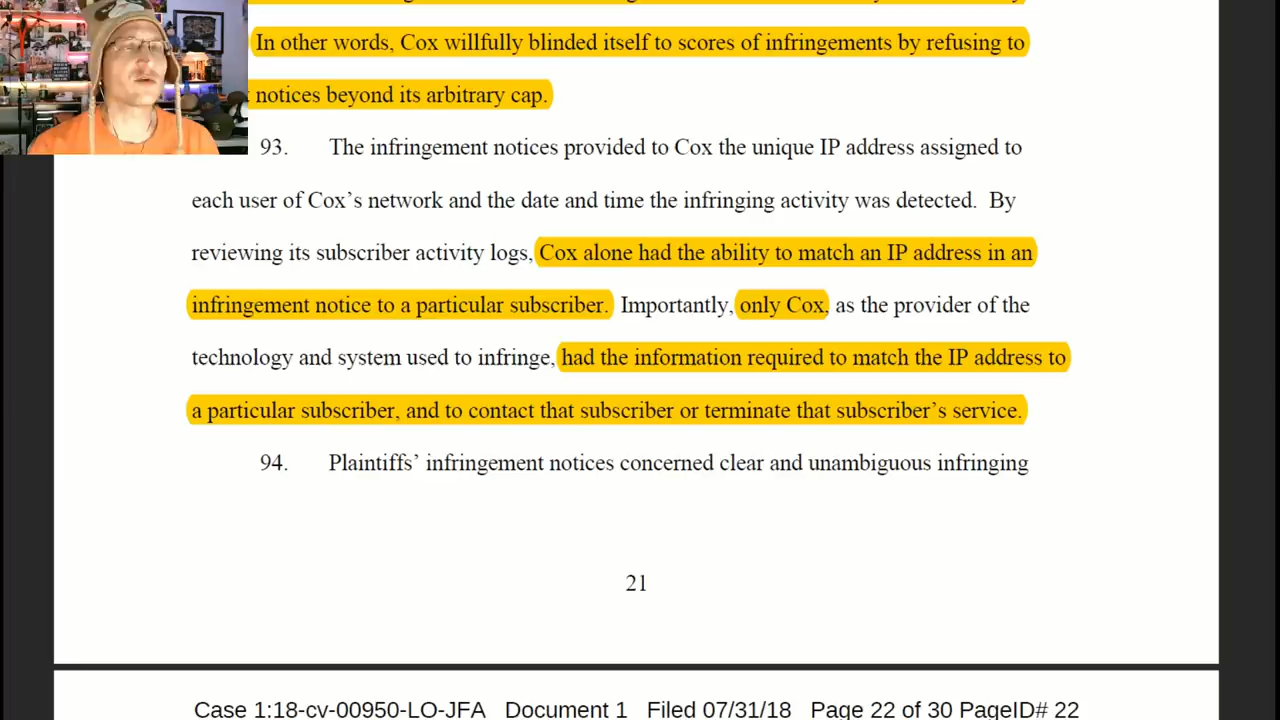 In other words, Cox willfully blinded itself to scores of infringements by refusing to
notices beyond its arbitrary cap.
93. The infringement notices provided to Cox the unique IP address assigned to
each user of Cox’s network and the date and time the infringing activity was detected. By
reviewing its subscriber activity logs, Cox alone had the ability to match an IP address in an
infringement notice to a particular subscriber. Importantly, only Cox, as the provider of the
technology and system used to infringe, had the information required to match the IP address to
a particular subscriber, and to contact that subscriber or terminate that subscriber’s service.
94. Plaintiffs’ infringement notices concerned clear and unambiguous infringing
21
Case 1:18-cv-00950-LO-JFA Document 1 Filed 07/31/18 Page 22 of 30 PageID# 22